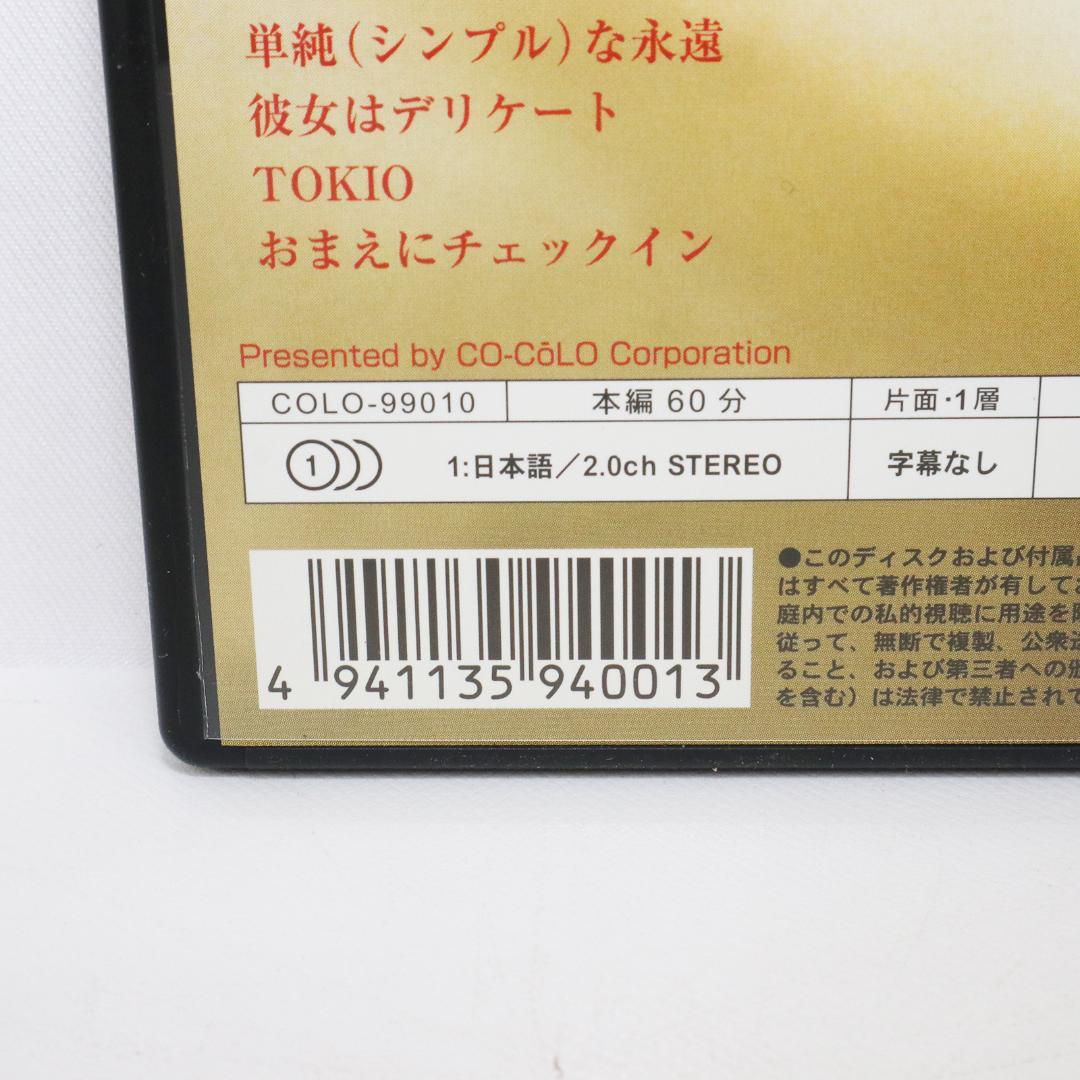 単純(シンプル)な永遠
彼女はデリケート
TOKIO
おまえにチェックイン
Presented by CO-CōLO Corporation
COLO-99010 本編 60 分 片面・1層
1 1:日本語／2.0ch STEREO 字幕なし
●このディスクおよび付属
はすべて著作権者が有して
庭内での私的視聴に用途を
従って、無断で複製、公衆
ること、および第三者への
を含む）は法律で禁止されて
4 941135 940013